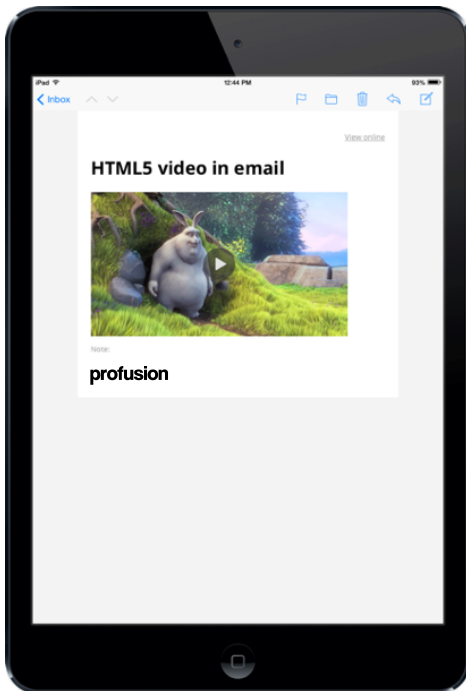 iPad 12:44 PM 93%
Inbox
View online
HTML5 video in email
Note:
profusion